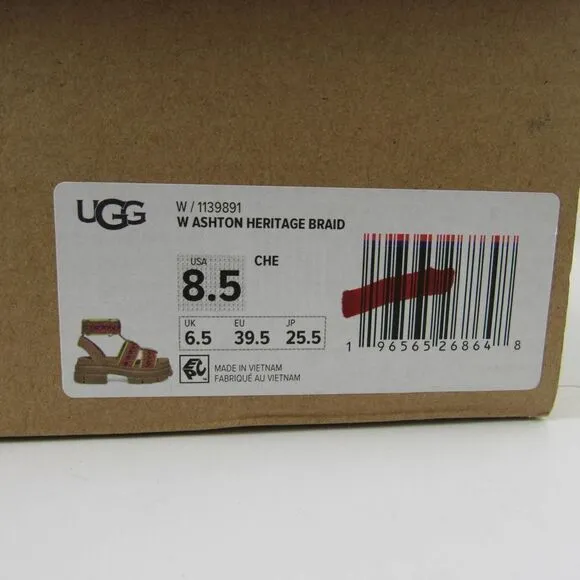 UGG
W / 1139891
W ASHTON HERITAGE BRAID
USA
8.5
CHE
UK EU JP
6.5 39.5 25.5
MADE IN VIETNAM
FABRIQUÉ AU VIETNAM
1 96565 26864 8